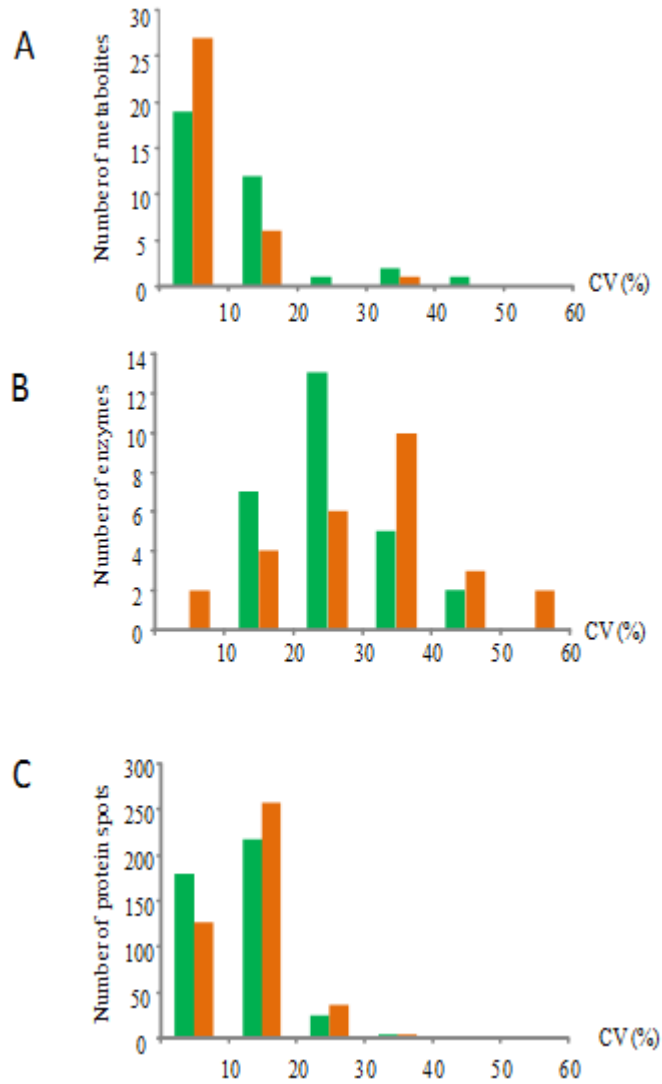 A
Number of metabolites
30
25
20
15
10
5
0
10 20 30 40 50 60
CV (%)
B
Number of enzymes
14
12
10
8
6
4
2
0
10 20 30 40 50 60
CV (%)
C
Number of protein spots
300
250
200
150
100
50
0
10 20 30 40 50 60
CV (%)